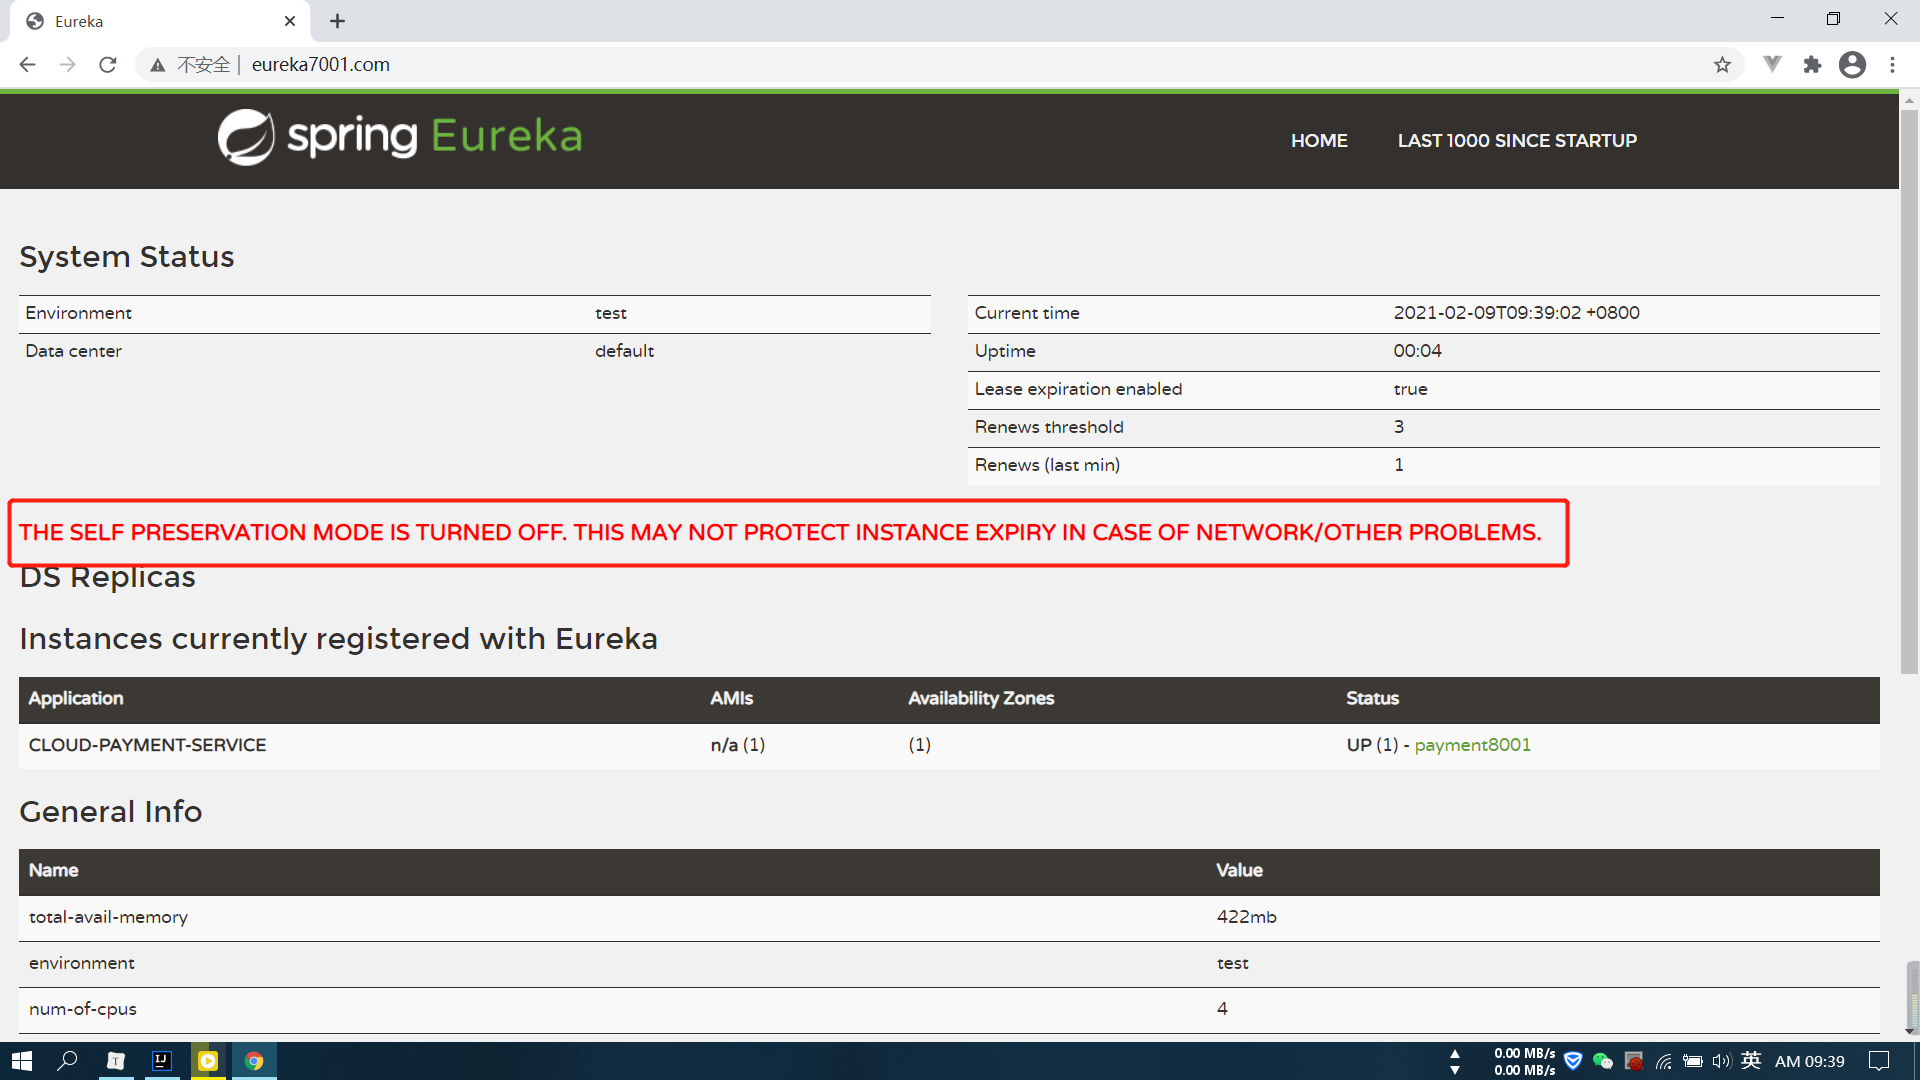 Eureka
不安全 | eureka7001.com
spring Eureka
HOME LAST 1000 SINCE STARTUP
System Status
Environment test
Data center default
Current time 2021-02-09T09:39:02 +0800
Uptime 00:04
Lease expiration enabled true
Renews threshold 3
Renews (last min) 1
THE SELF PRESERVATION MODE IS TURNED OFF. THIS MAY NOT PROTECT INSTANCE EXPIRY IN CASE OF NETWORK/OTHER PROBLEMS.
DS Replicas
Instances currently registered with Eureka
Application AMIs Availability Zones Status
CLOUD-PAYMENT-SERVICE n/a (1) (1) UP (1) - payment8001
General Info
Name Value
total-avail-memory 422mb
environment test
num-of-cpus 4
T
IJ
0.00 MB/s
0.00 MB/s
英
AM 09:39